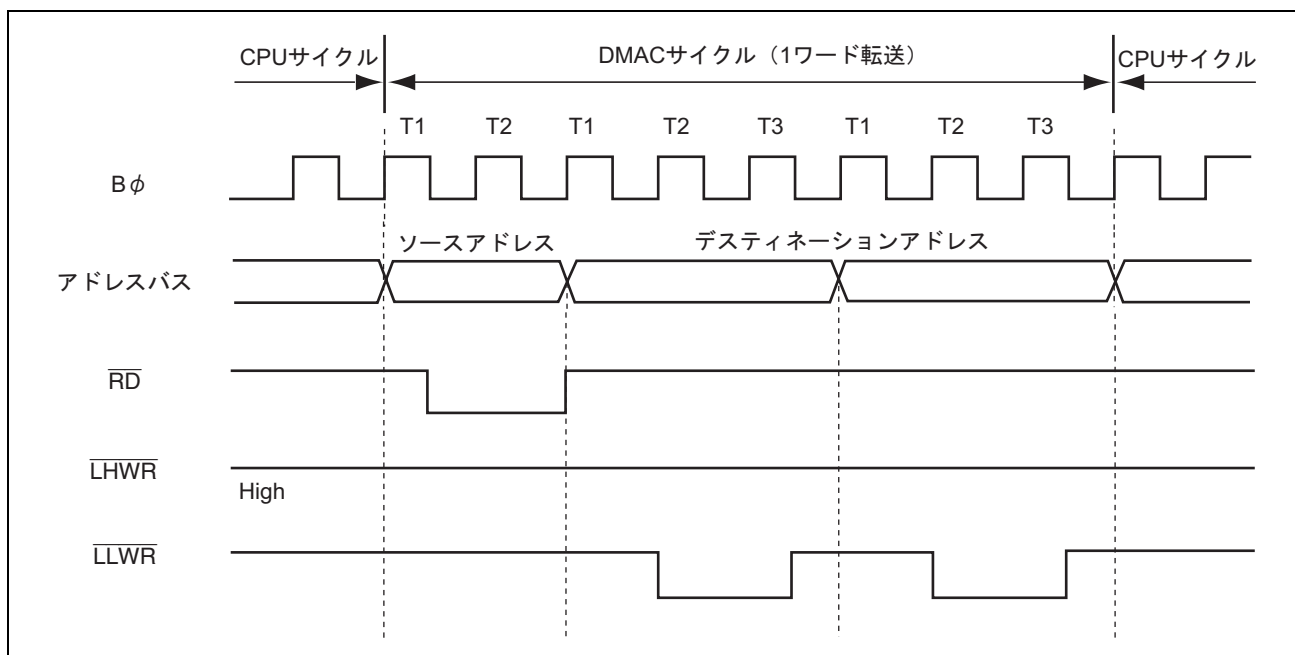 CPUサイクル DMACサイクル（1ワード転送） CPUサイクル
T1 T2 T1 T2 T3 T1 T2 T3
Bφ
ソースアドレス デスティネーションアドレス
アドレスバス
RD
LHWR
High
LLWR